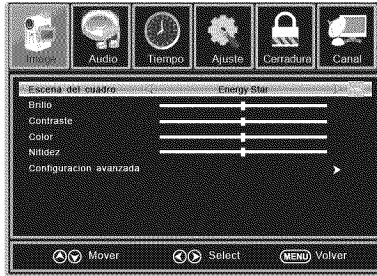 Image Audio Tiempo Ajuste Cerradura Canal
Escena del cuadro Energy Star
Brillo
Contraste
Color
Nitidez
Configuracion avanzada
Mover Select MENU Volver